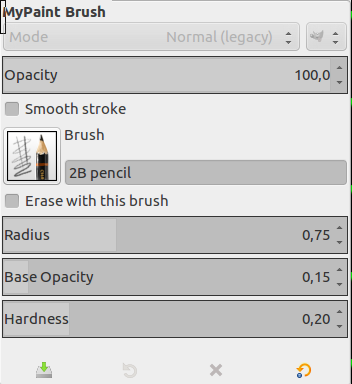 MyPaint Brush
Mode Normal (legacy)
Opacity 100,0
Smooth stroke
Brush
2B pencil
Erase with this brush
Radius 0,75
Base Opacity 0,15
Hardness 0,20